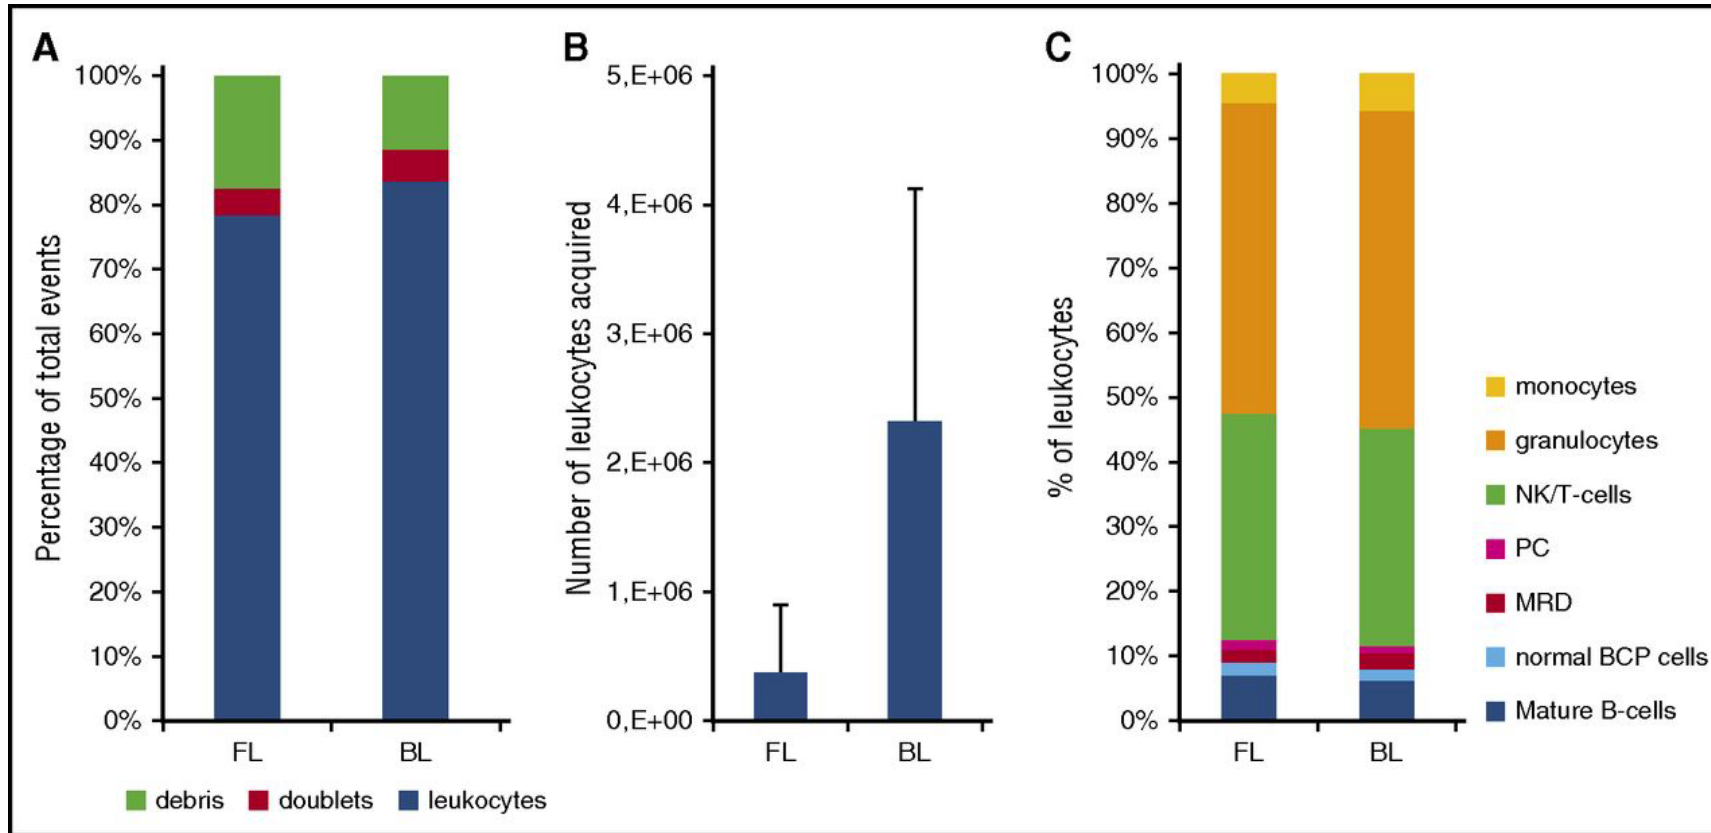 A
Percentage of total events
100%
90%
80%
70%
60%
50%
40%
30%
20%
10%
0%
FL BL
debris doublets leukocytes
B
Number of leukocytes acquired
5,E+06
4,E+06
3,E+06
2,E+06
1,E+06
0,E+00
FL BL
C
% of leukocytes
100%
90%
80%
70%
60%
50%
40%
30%
20%
10%
0%
FL BL
monocytes
granulocytes
NK/T-cells
PC
MRD
normal BCP cells
Mature B-cells